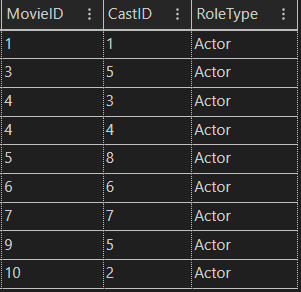 MovieID CastID RoleType
1 1 Actor
3 5 Actor
4 3 Actor
4 4 Actor
5 8 Actor
6 6 Actor
7 7 Actor
9 5 Actor
10 2 Actor